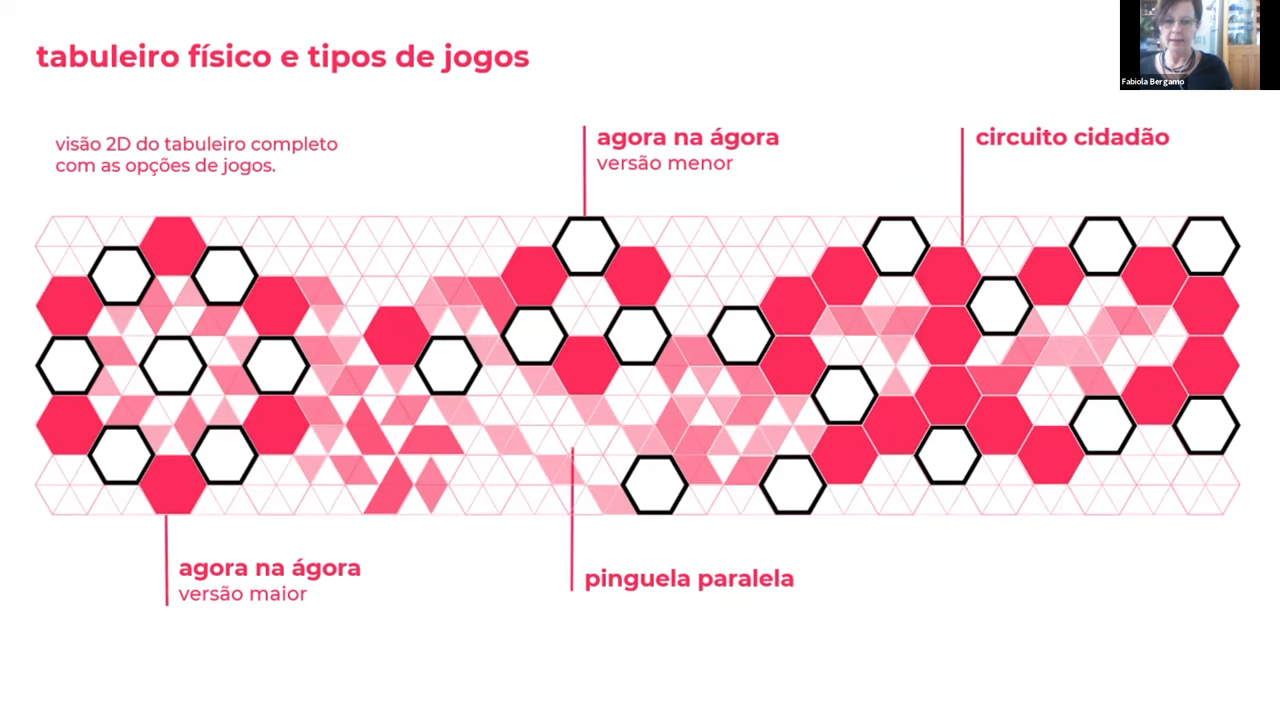 tabuleiro físico e tipos de jogos
Fabiola Bergamo
visão 2D do tabuleiro completo
com as opções de jogos.
agora na ágora
versão menor
circuito cidadão
agora na ágora
versão maior
pinguela paralela